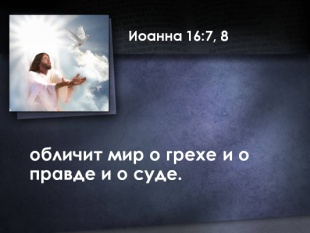 Иоанна 16:7, 8
обличит мир о грехе и о
правде и о суде.